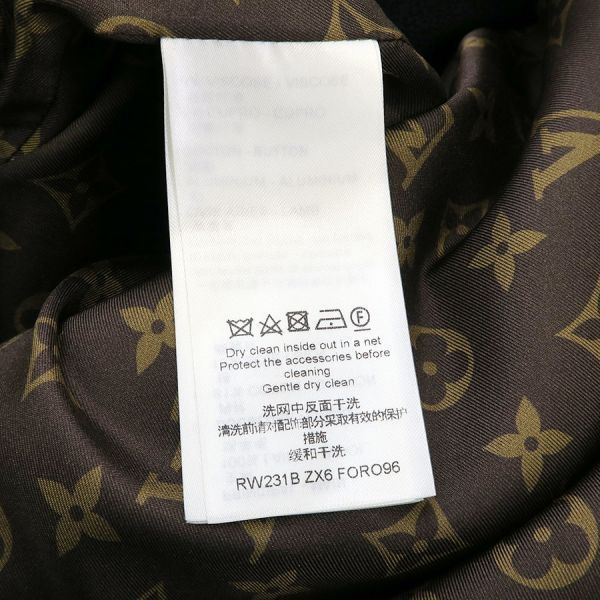 Dry clean inside out in a net
Protect the accessories before
cleaning
Gentle dry clean
洗网中反面干洗
清洗前请对配饰部分采取有效的保护
措施
缓和干洗
RW231B ZX6 FORO96